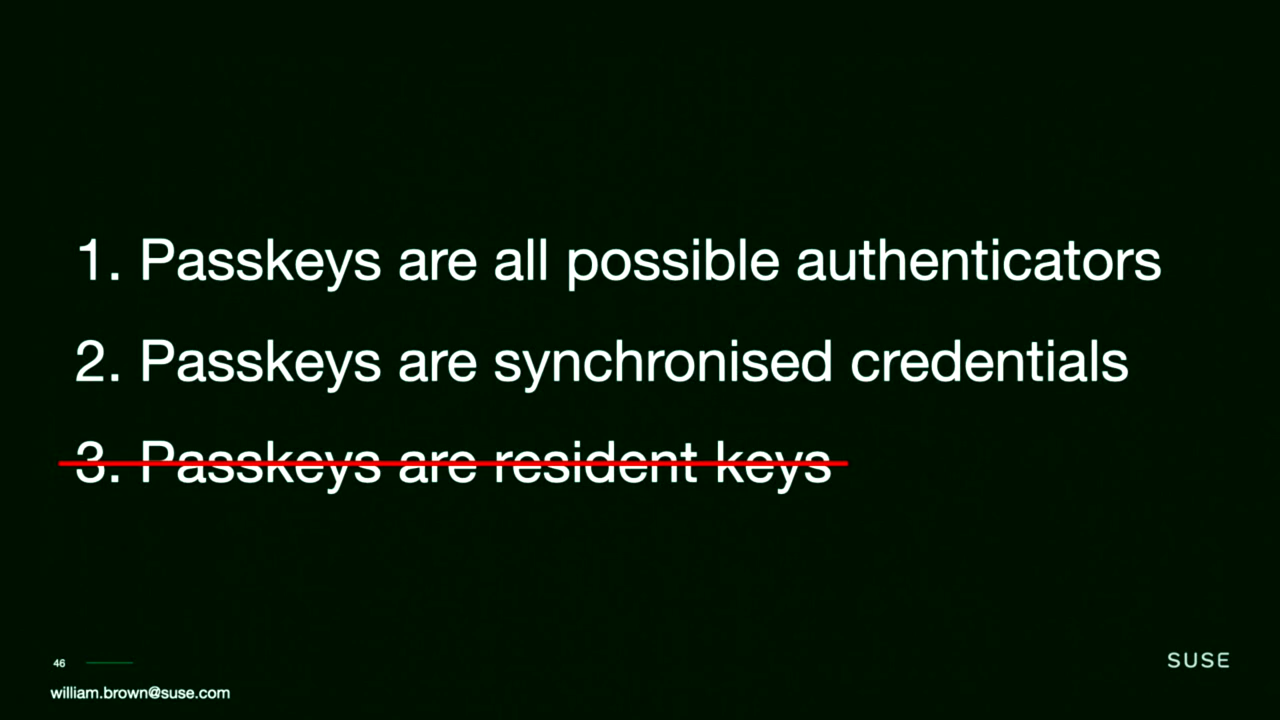 1. Passkeys are all possible authenticators
2. Passkeys are synchronised credentials
3. Passkeys are resident keys
46
SUSE
william.brown@suse.com